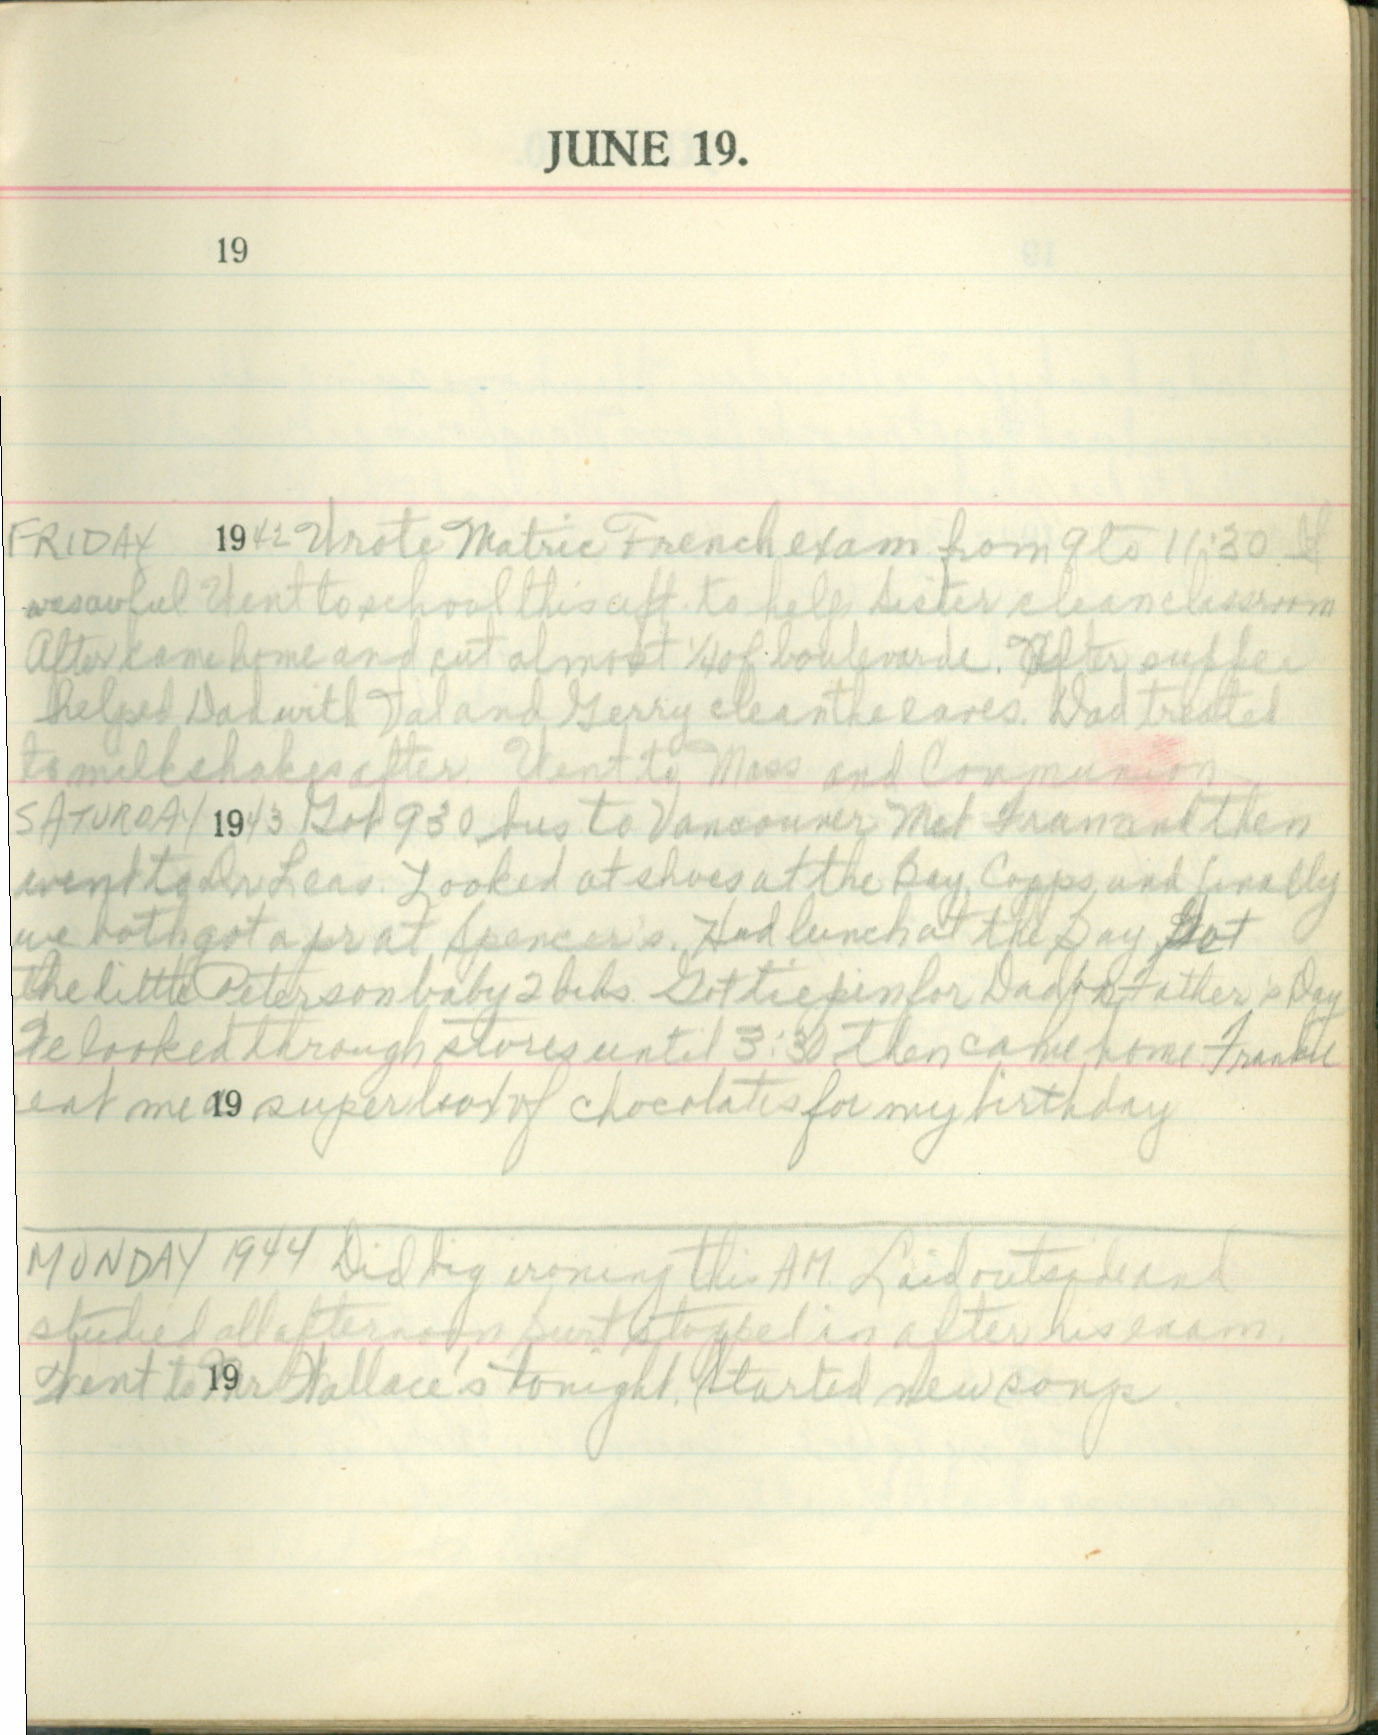 JUNE 19.
19
FRIDAY 1942 Wrote Matric French exam from 9 to 11:30. It
was awful Went to school this aft. to help Sister clean classroom
After came home and cut almost 1/4 of boulevarde. After supper
helped Dad with Val and Gerry clean the eaves. Dad treated
to milkshakes after. Went to Mass and Communion
SATURDAY 1943 Got 930 bus to Vancouver Met Fran and then
went to Dr Leas. Looked at shoes at the Bay, Copps and finally
we both got a pr at Spencer's. Had lunch at the Bay Got
the little Peterson baby 2 bibs. Got tie pin for Dad for Father's Day
We looked through stores until 3:30 then came home. Frankie
ent me a 19 super box of chocolates for my birthday
MONDAY 1944 Did big ironing this AM. Laid outside and
studied all afternoon stopped in after his exam.
Went to 19 Mr Wallace's tonight. Started new songs.